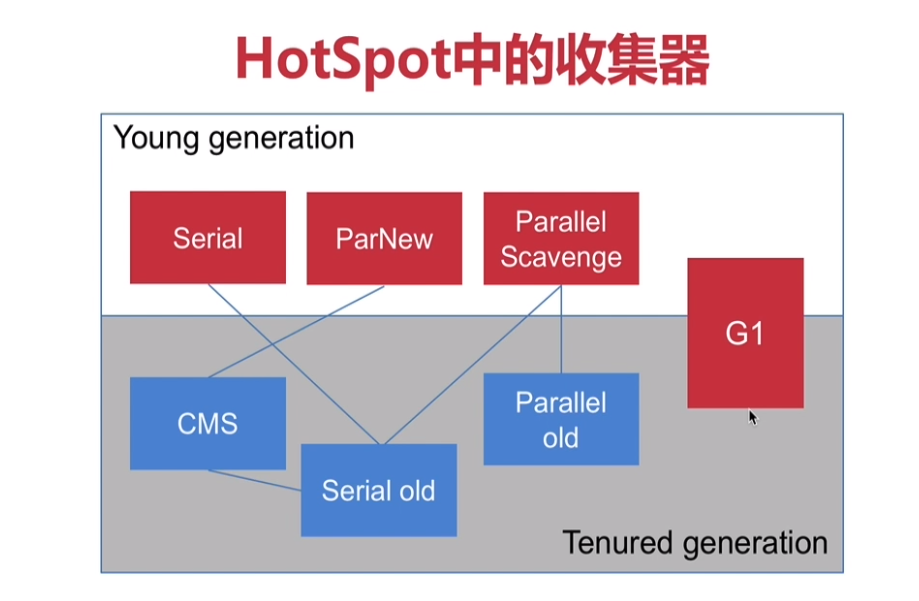 HotSpot中的收集器
Young generation
Serial
ParNew
Parallel
Scavenge
G1
CMS
Parallel
old
Serial old
Tenured generation